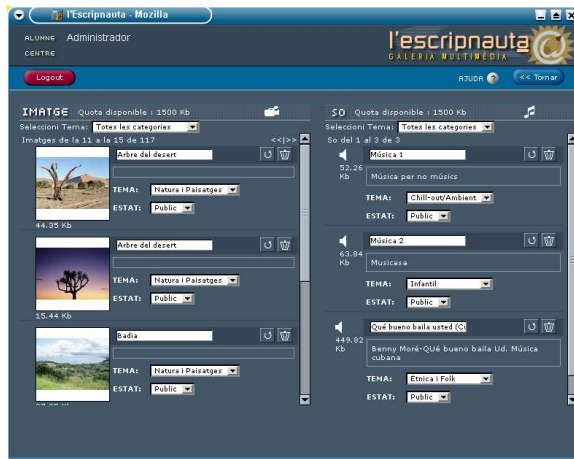 l'Escripnauta - Mozilla
ALUMNE Administrador
CENTRE
l'escripnauta
GALERIA MULTIMÈDIA
Logout
AJUDA ?
<< Tornar
IMATGE Quota disponible : 1500 Kb
Seleccioni Tema: Totes les categories
Imatges de la 11 a la 15 de 117
<<|>>
Arbre del desert
TEMA: Natura i Paisatges
ESTAT: Public
44.35 Kb
Arbre del desert
TEMA: Natura i Paisatges
ESTAT: Public
15.44 Kb
Badia
TEMA: Natura i Paisatges
ESTAT: Public
SO Quota disponible : 1500 Kb
Seleccioni Tema: Totes les categories
So del 1 al 3 de 3
Música 1
52.26
Kb
Música per no músics
TEMA: Chill-out/Ambient
ESTAT: Public
Música 2
63.84
Kb
Musicasa
TEMA: Infantil
ESTAT: Public
Qué bueno baila usted (Cu
449.82
Kb
Benny Moré-QUé bueno baila Ud. Música
cubana
TEMA: Etnica i Folk
ESTAT: Public